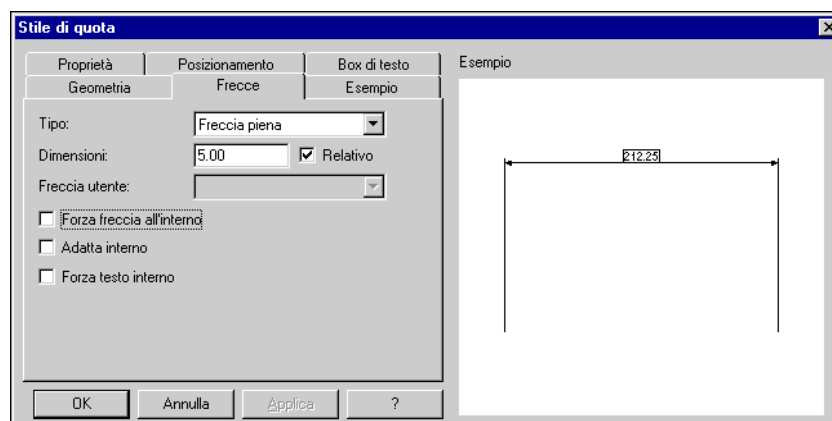 Stile di quota
Proprietà Posizionamento Box di testo
Geometria Frecce Esempio
Tipo: Freccia piena
Dimensioni: 5.00 Relativo
Freccia utente:
Forza freccia all'interno
Adatta interno
Forza testo interno
OK Annulla Applica ?
Esempio
212.25